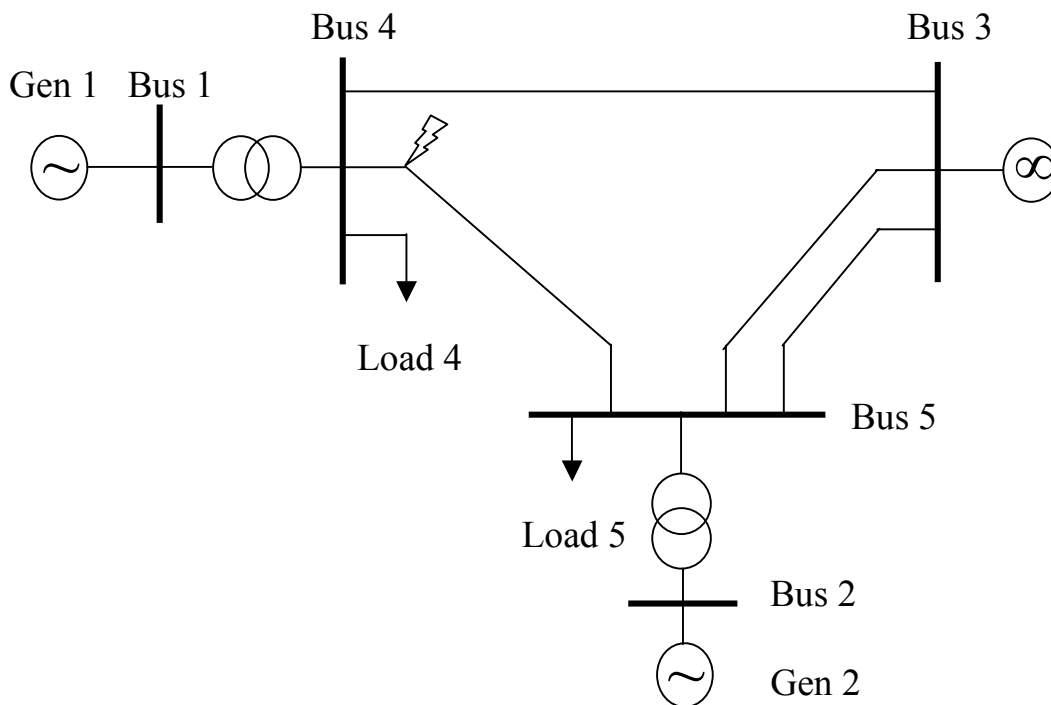 Bus 4
Bus 3
Gen 1
Bus 1
∞
Load 4
Bus 5
Load 5
Bus 2
Gen 2